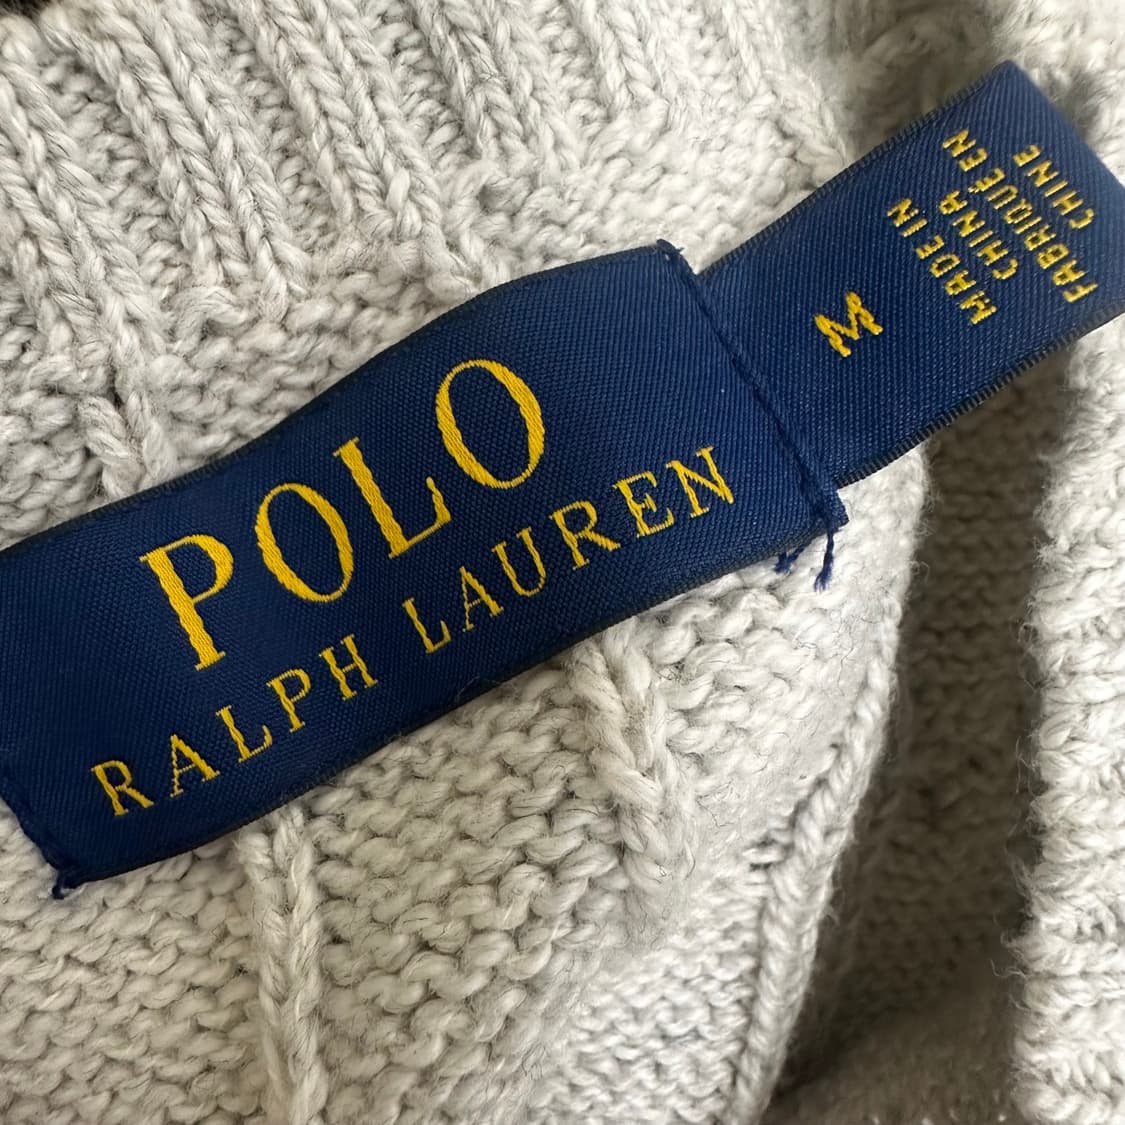 POLO
RALPH LAUREN
M
MADE IN
CHINA
FABRIQUÉ EN
CHINE